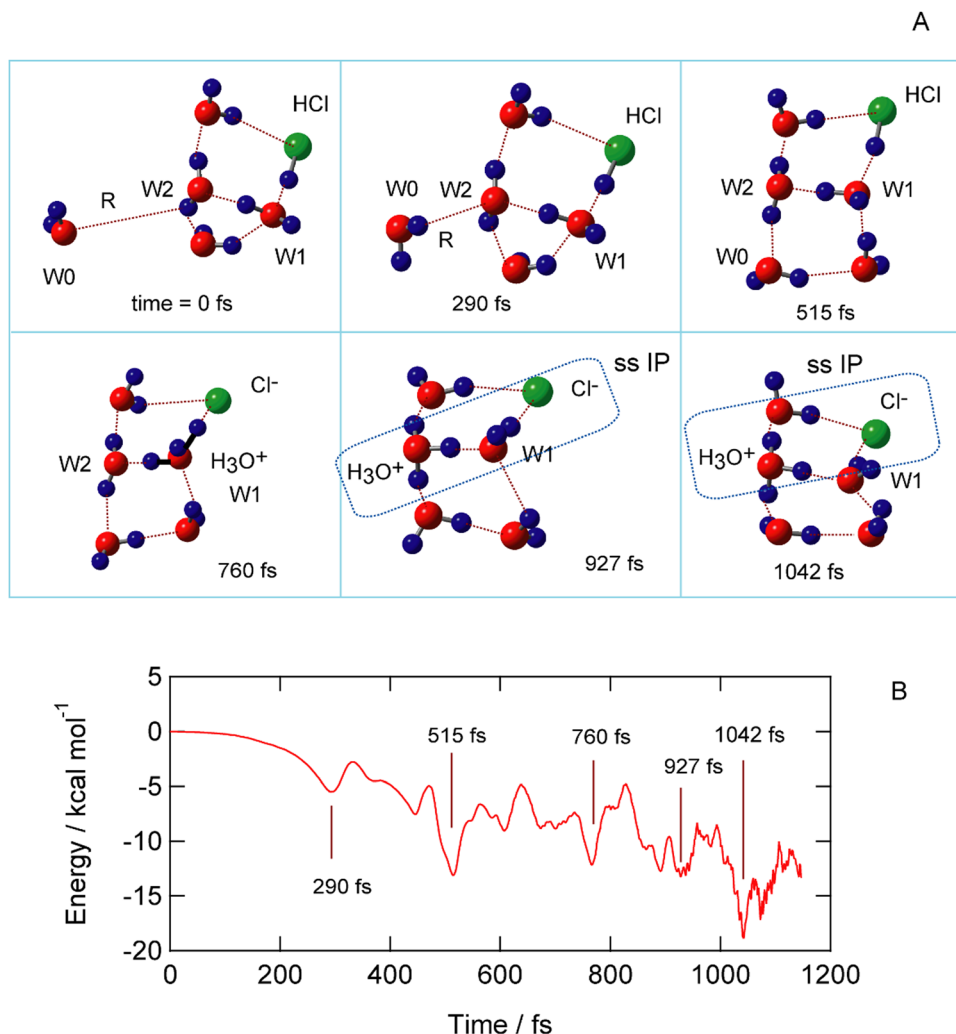 A
HCl
W2
R
W0
W1
time = 0 fs
HCl
W0
W2
R
W1
290 fs
HCl
W2
W1
W0
515 fs
Cl⁻
W2
H₃O⁺
W1
760 fs
ss IP
Cl⁻
H₃O⁺
W1
927 fs
ss IP
Cl⁻
H₃O⁺
W1
1042 fs
B
Energy / kcal mol⁻¹
5
0
-5
-10
-15
-20
290 fs
515 fs
760 fs
927 fs
1042 fs
0
200
400
600
800
1000
1200
Time / fs